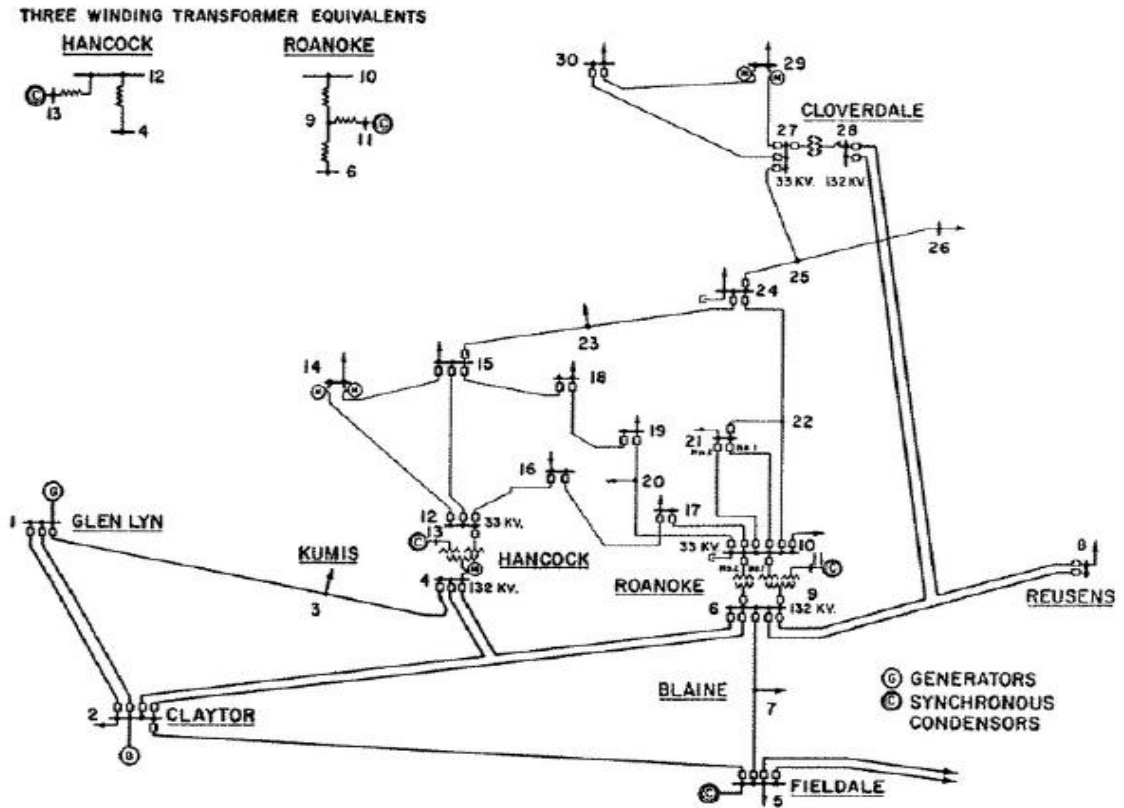 THREE WINDING TRANSFORMER EQUIVALENTS
HANCOCK
ROANOKE
12
C
13
4
10
9
C
11
6
30
29
CLOVERDALE
27
28
33 KV.
132 KV.
26
25
24
23
15
14
18
22
19
21
20
16
17
1
G
GLEN LYN
12
33 KV.
13
C
HANCOCK
KUMIS
3
4
132 KV.
33 KV
10
11
C
ROANOKE
9
6
132 KV.
8
REUSENS
BLAINE
7
2
CLAYTOR
G GENERATORS
C SYNCHRONOUS
CONDENSORS
C
5
FIELDALE